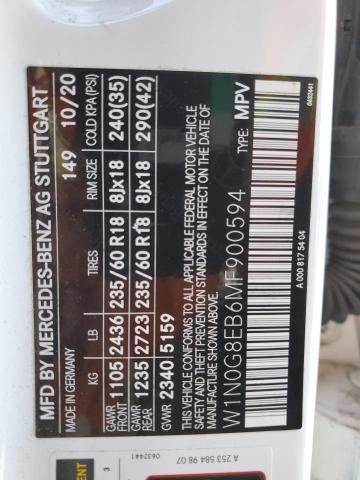 MFD BY MERCEDES-BENZ AG STUTTGART
MADE IN GERMANY 149 10/20
KG LB TIRES RIM SIZE COLD KPA (PSI)
GAWR FRONT 1105 2436 235/60 R18 8Jx18 240(35)
GAWR REAR 1235 2723 235/60 R18 8Jx18 290(42)
GVWR 2340 5159
THIS VEHICLE CONFORMS TO ALL APPLICABLE FEDERAL MOTOR VEHICLE
SAFETY AND THEFT PREVENTION STANDARDS IN EFFECT ON THE DATE OF
MANUFACTURE SHOWN ABOVE.
W1N0G8EB6MF900594 TYPE: MPV
A 000 817 54 04
0632441
A 253 584 98 07
0632441
3